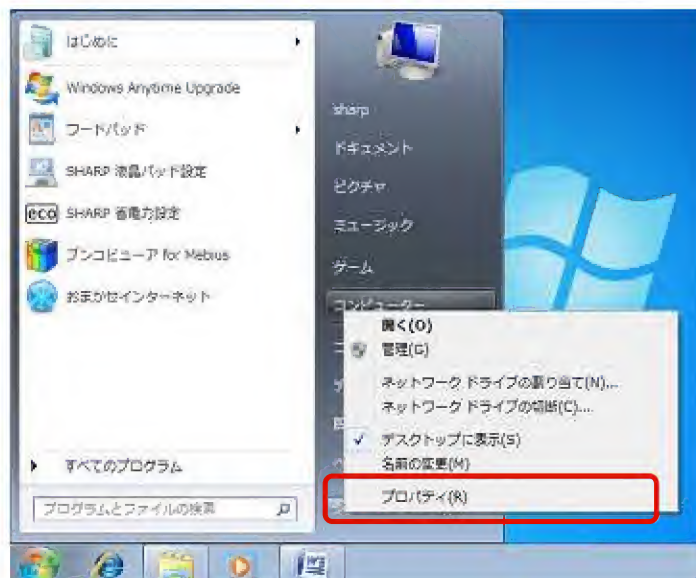 はじめに
Windows Anytime Upgrade
ワードパッド
SHARP 液晶パッド設定
eco SHARP 省電力設定
ブンコビューア for Mebius
おまかせインターネット
すべてのプログラム
プログラムとファイルの検索
sharp
ドキュメント
ピクチャ
ミュージック
ゲーム
コンピューター
開く(O)
管理(G)
ネットワーク ドライブの割り当て(N)...
ネットワーク ドライブの切断(C)...
デスクトップに表示(S)
名前の変更(M)
プロパティ(R)